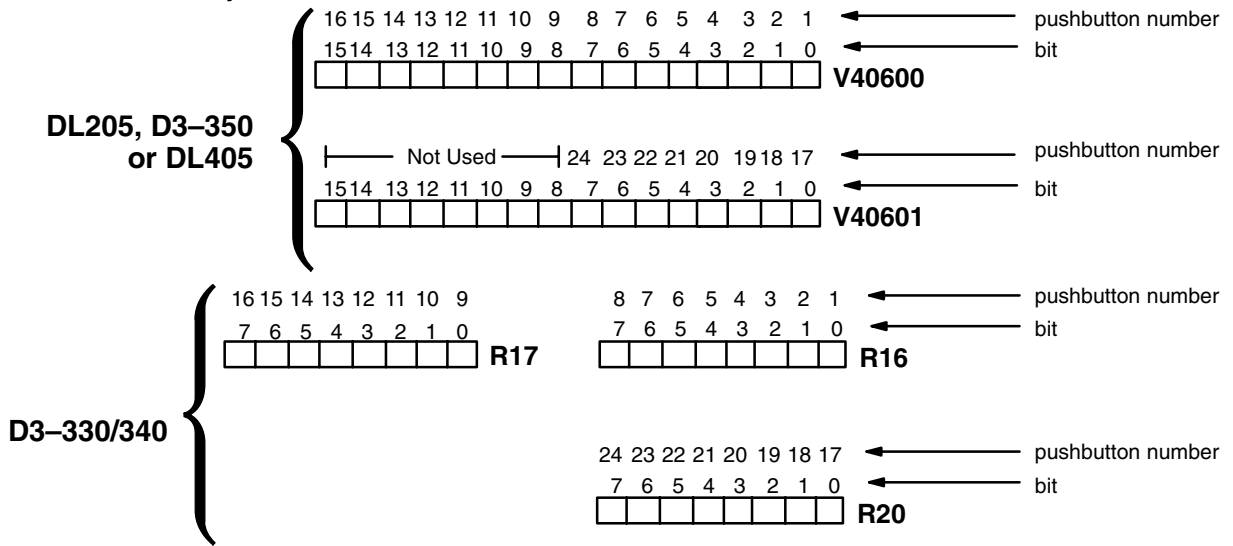 16 15 14 13 12 11 10 9 8 7 6 5 4 3 2 1 pushbutton number
15 14 13 12 11 10 9 8 7 6 5 4 3 2 1 0 bit
V40600
DL205, D3–350
or DL405
Not Used 24 23 22 21 20 19 18 17 pushbutton number
15 14 13 12 11 10 9 8 7 6 5 4 3 2 1 0 bit
V40601
16 15 14 13 12 11 10 9 8 7 6 5 4 3 2 1 pushbutton number
7 6 5 4 3 2 1 0 7 6 5 4 3 2 1 0 bit
R17 R16
D3–330/340
24 23 22 21 20 19 18 17 pushbutton number
7 6 5 4 3 2 1 0 bit
R20